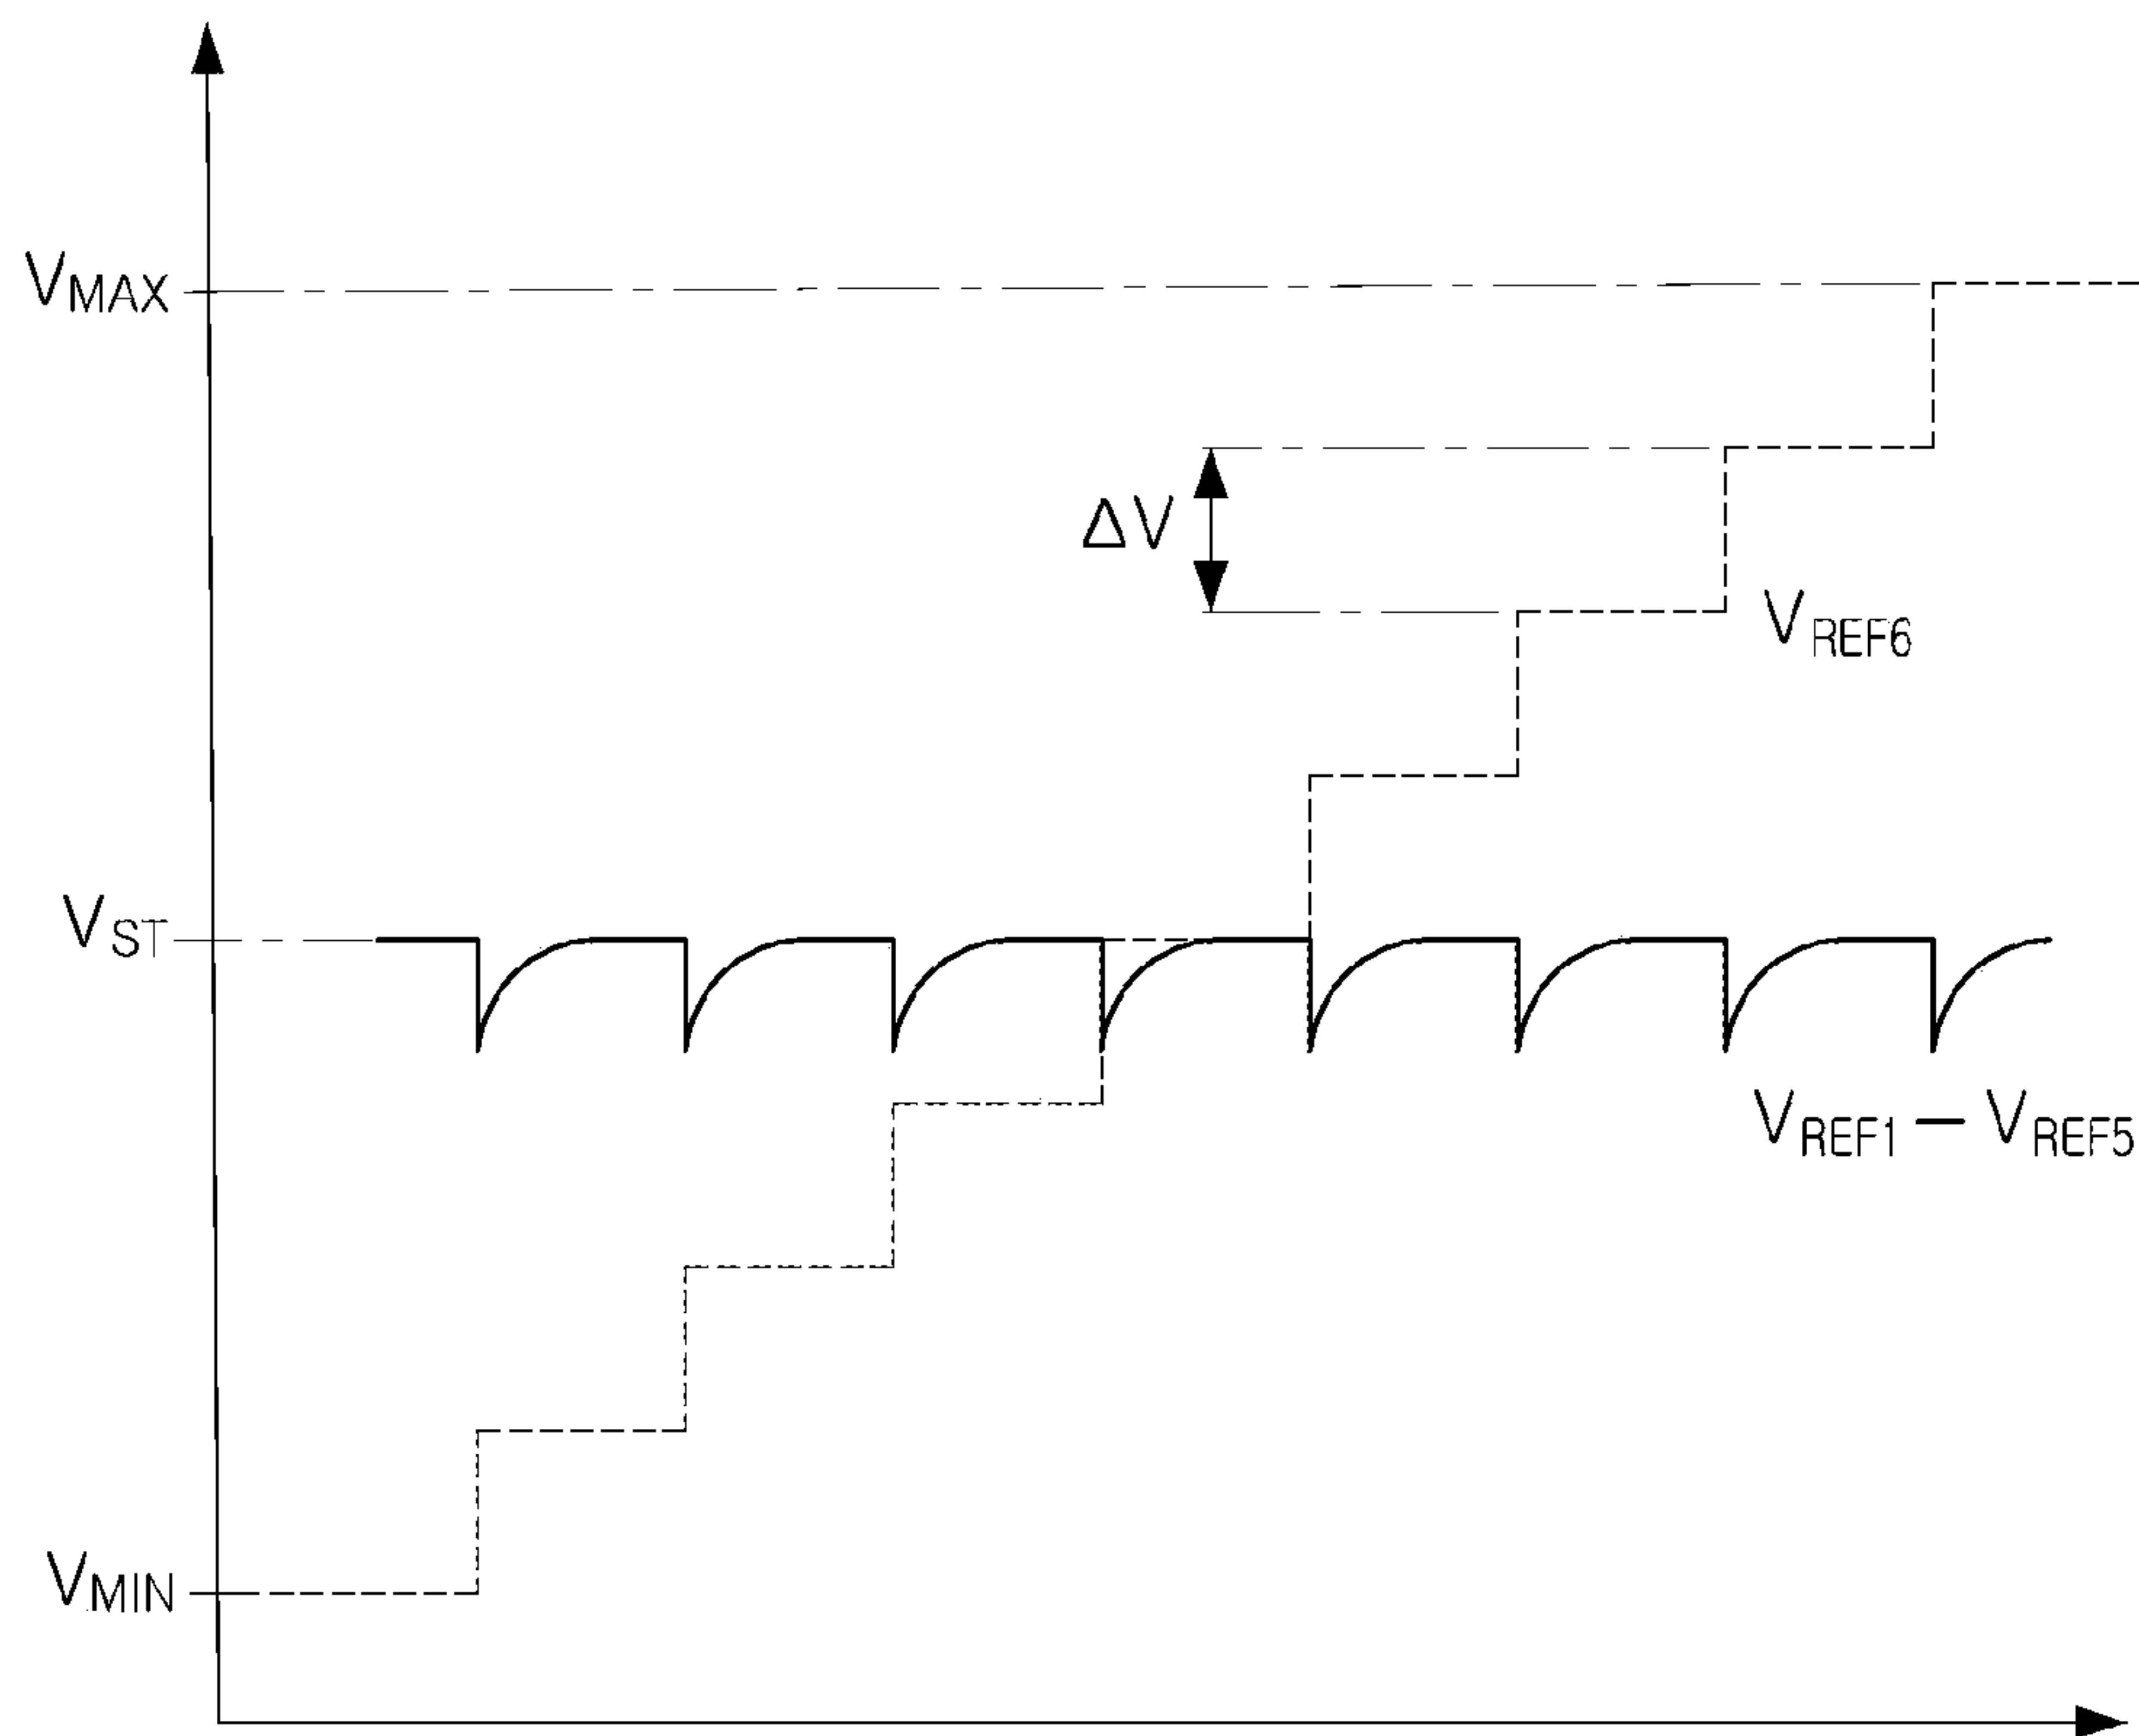 VMAX
ΔV
VREF6
VST
VREF1 — VREF5
VMIN